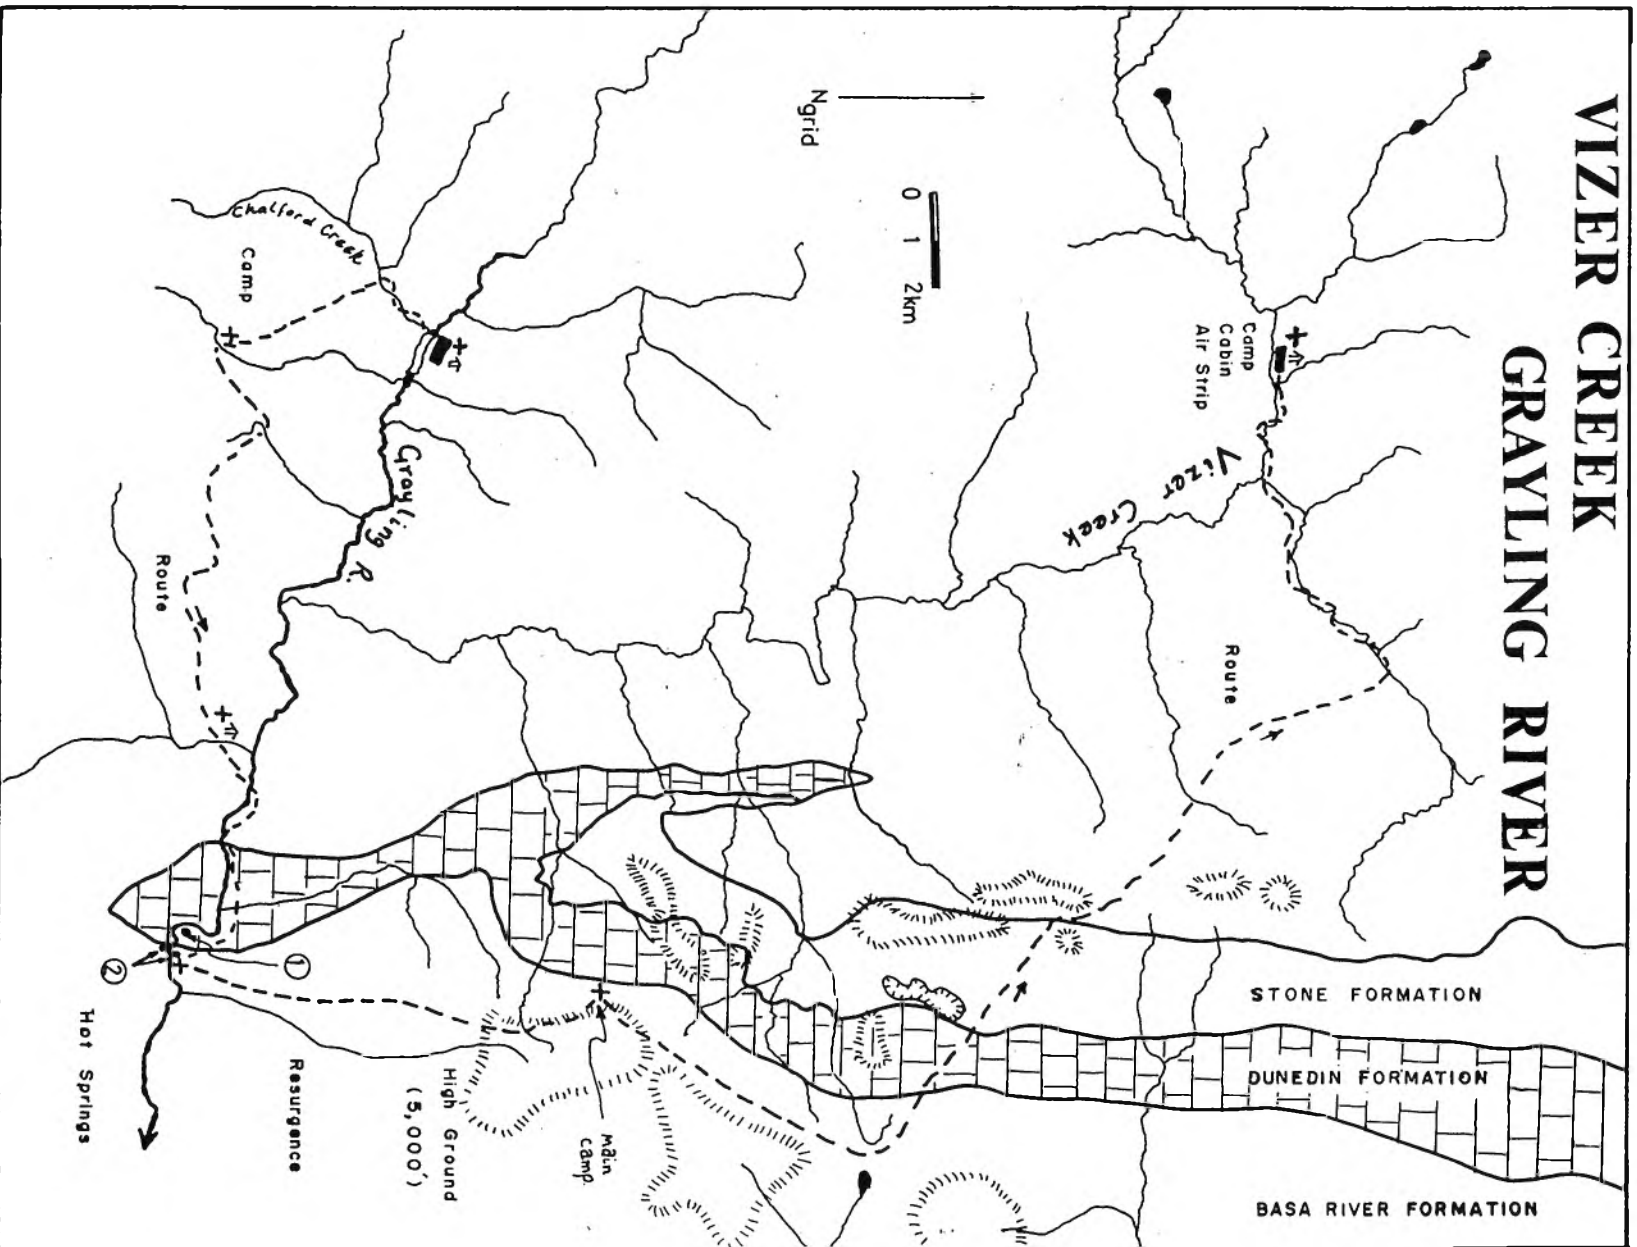 VIZER CREEK
GRAYLING RIVER
Camp
Cabin
Air Strip
Vizer Creek
Route
STONE FORMATION
DUNEDIN FORMATION
BASA RIVER FORMATION
Ngrid
0 1 2km
Chalford Creek
Camp
Grayling R.
Route
①
②
Main
Camp
High Ground
(5,000')
Resurgence
Hot Springs